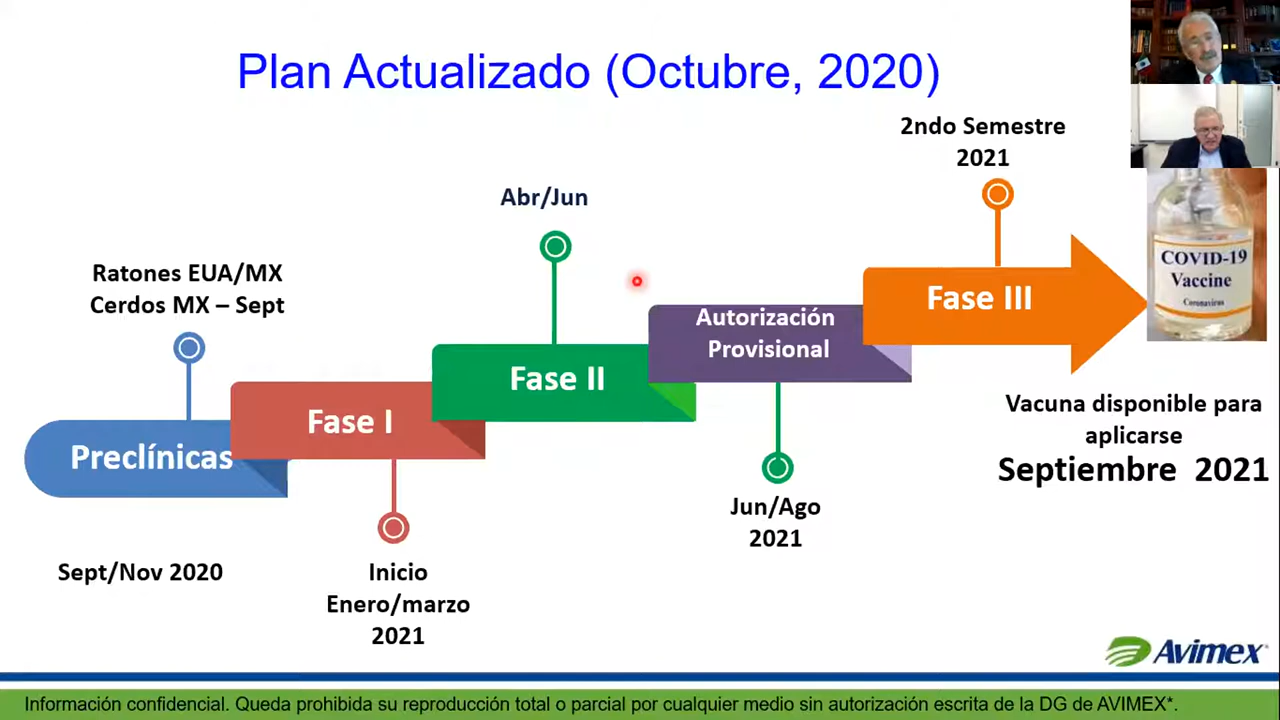 Plan Actualizado (Octubre, 2020)
2ndo Semestre
2021
Abr/Jun
Ratones EUA/MX
Cerdos MX – Sept
COVID-19
Vaccine
Coronavirus
Autorización
Provisional
Fase III
Fase II
Fase I
Preclínicas
Vacuna disponible para
aplicarse
Septiembre 2021
Jun/Ago
2021
Sept/Nov 2020
Inicio
Enero/marzo
2021
Avimex
Información confidencial. Queda prohibida su reproducción total o parcial por cualquier medio sin autorización escrita de la DG de AVIMEX*.